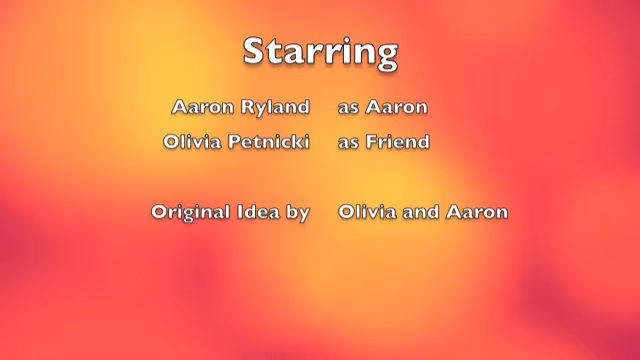 Starring
Aaron Ryland as Aaron
Olivia Petnicki as Friend
Original Idea by Olivia and Aaron